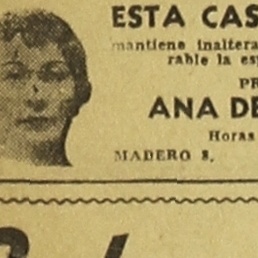 ESTA CAS
mantiene inaltera
rable la es
PR
ANA DE
Horas
MADERO 8,